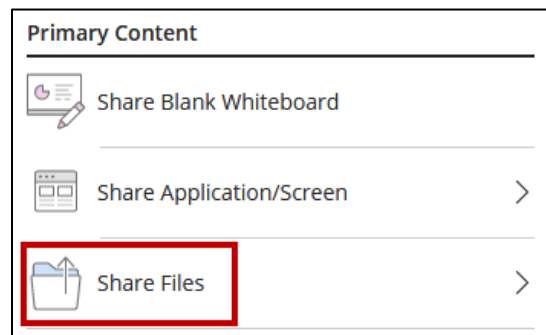 Primary Content
Share Blank Whiteboard
Share Application/Screen
Share Files